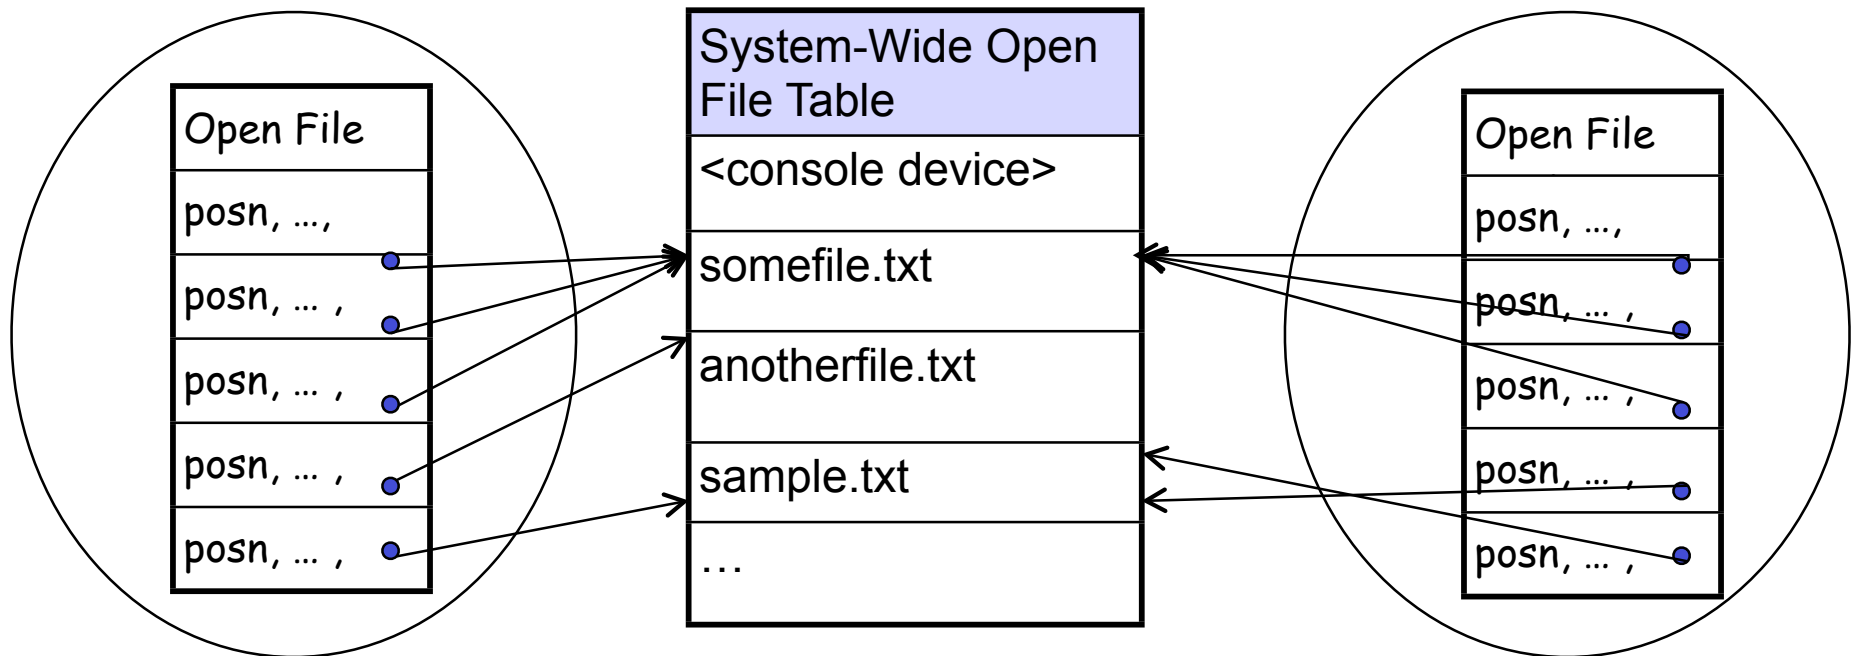 Open File
posn, ...,
posn, ... ,
posn, ... ,
posn, ... ,
posn, ... ,
System-Wide Open
File Table
<console device>
somefile.txt
anotherfile.txt
sample.txt
...
Open File
posn, ...,
posn, ... ,
posn, ... ,
posn, ... ,
posn, ... ,